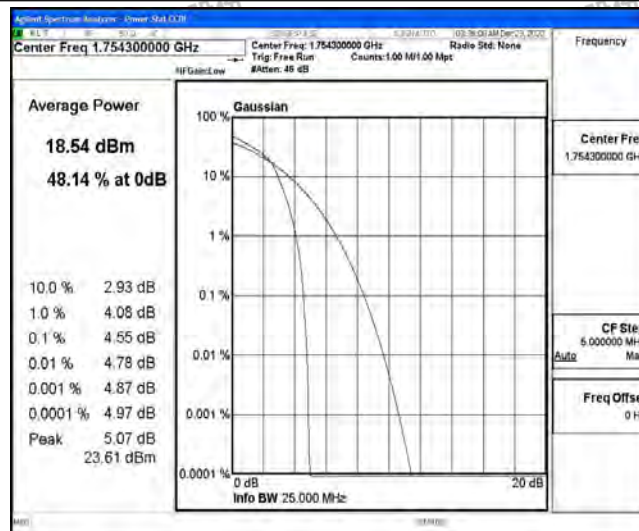 Agilent Spectrum Analyzer - Power Stat CCDF
Center Freq 1.754300000 GHz
Center Freq: 1.754300000 GHz
Radio Std: None
Trig: Free Run
Counts:1.00 M/1.00 Mpt
#IFGain:Low
#Atten: 46 dB
Frequency
Average Power
18.54 dBm
48.14 % at 0dB
10.0 % 2.93 dB
1.0 % 4.08 dB
0.1 % 4.55 dB
0.01 % 4.78 dB
0.001 % 4.87 dB
0.0001 % 4.97 dB
Peak 5.07 dB
23.61 dBm
Gaussian
100 %
10 %
1 %
0.1 %
0.01 %
0.001 %
0.0001 %
0 dB
20 dB
Info BW 25.000 MHz
Center Fre
1.754300000 GH
CF Ste
5.000000 MH
Auto Ma
Freq Offse
0 H